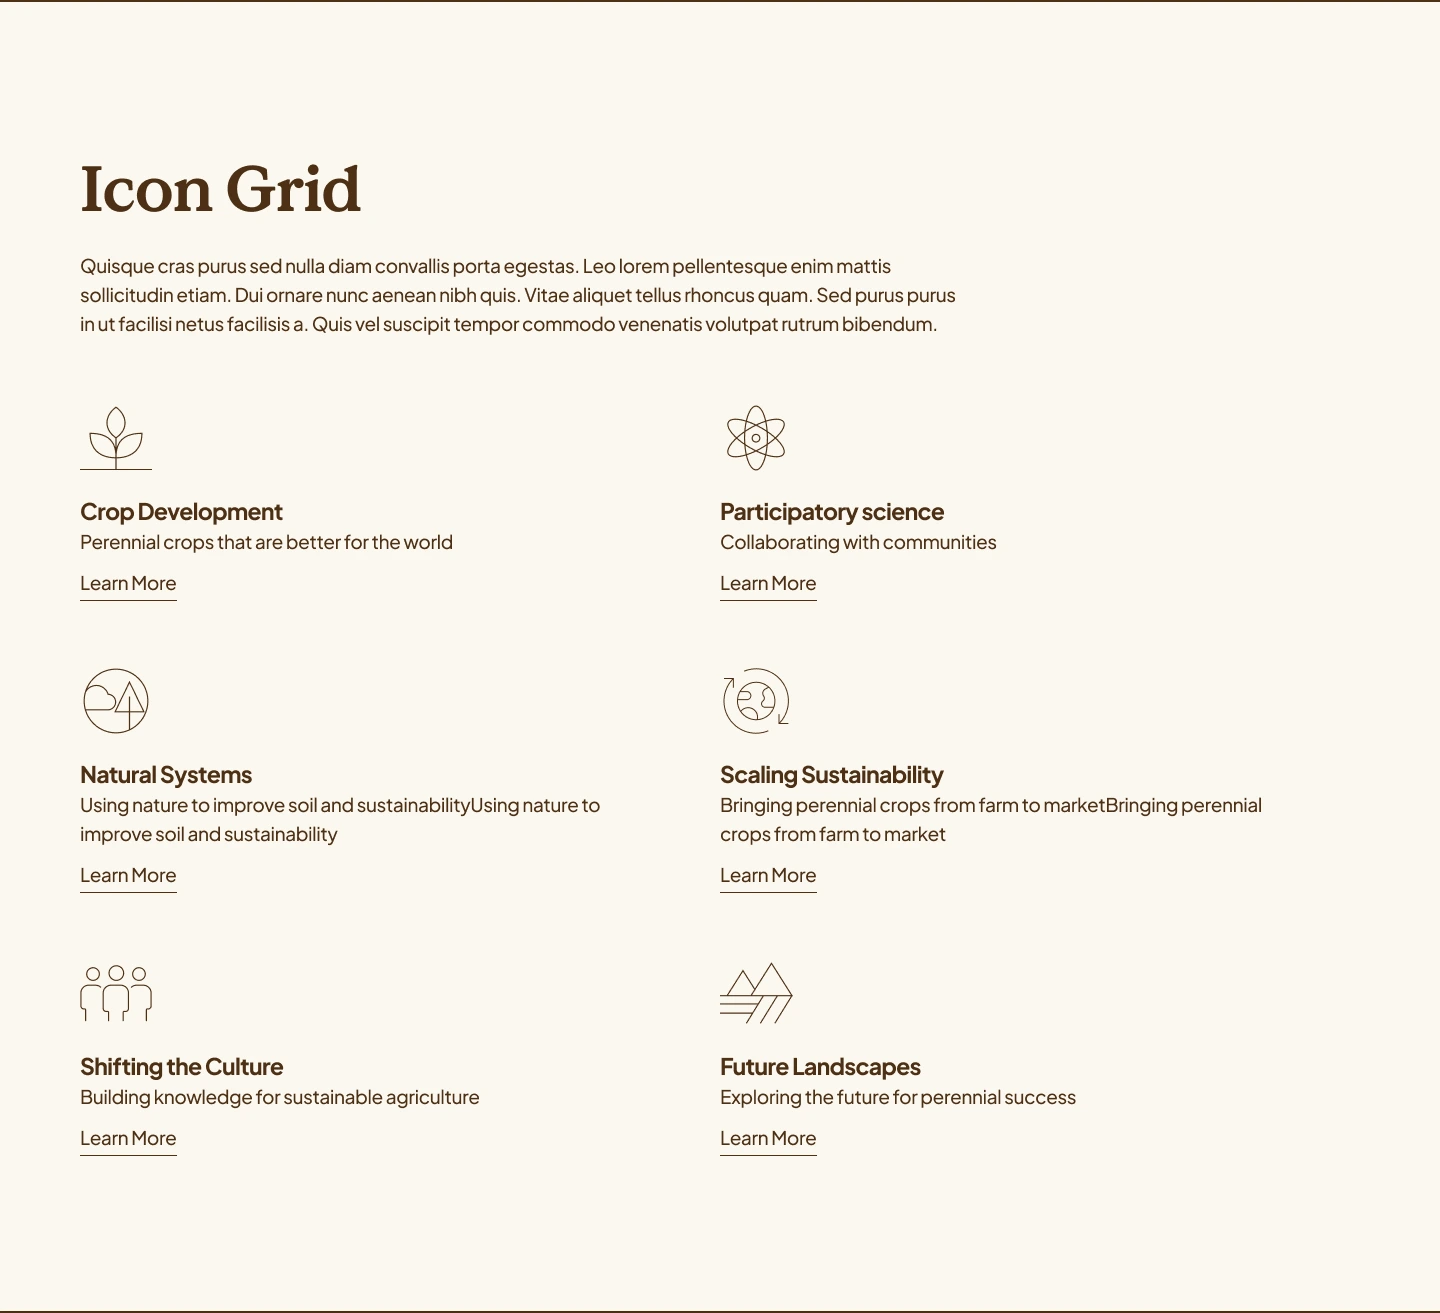 Icon Grid
Quisque cras purus sed nulla diam convallis porta egestas. Leo lorem pellentesque enim mattis
sollicitudin etiam. Dui ornare nunc aenean nibh quis. Vitae aliquet tellus rhoncus quam. Sed purus purus
in ut facilisi netus facilisis a. Quis vel suscipit tempor commodo venenatis volutpat rutrum bibendum.
Crop Development
Perennial crops that are better for the world
Learn More
Participatory science
Collaborating with communities
Learn More
Natural Systems
Using nature to improve soil and sustainabilityUsing nature to
improve soil and sustainability
Learn More
Scaling Sustainability
Bringing perennial crops from farm to marketBringing perennial
crops from farm to market
Learn More
Shifting the Culture
Building knowledge for sustainable agriculture
Learn More
Future Landscapes
Exploring the future for perennial success
Learn More